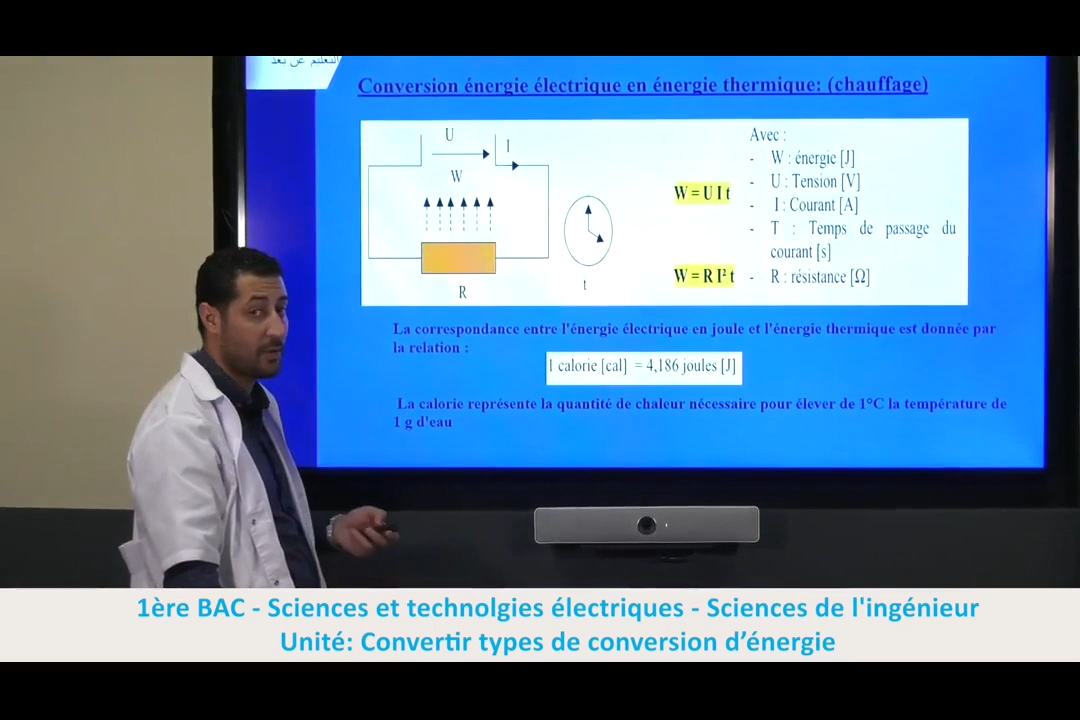 التعليم عن بعد
Conversion énergie électrique en énergie thermique: (chauffage)
U
I
W
R
t
W = U I t
W = R I² t
Avec :
- W : énergie [J]
- U : Tension [V]
- I : Courant [A]
- T : Temps de passage du
courant [s]
- R : résistance [Ω]
La correspondance entre l'énergie électrique en joule et l'énergie thermique est donnée par
la relation :
1 calorie [cal] = 4,186 joules [J]
La calorie représente la quantité de chaleur nécessaire pour élever de 1°C la température de
1 g d'eau
1ère BAC - Sciences et technolgies électriques - Sciences de l'ingénieur
Unité: Convertir types de conversion d’énergie